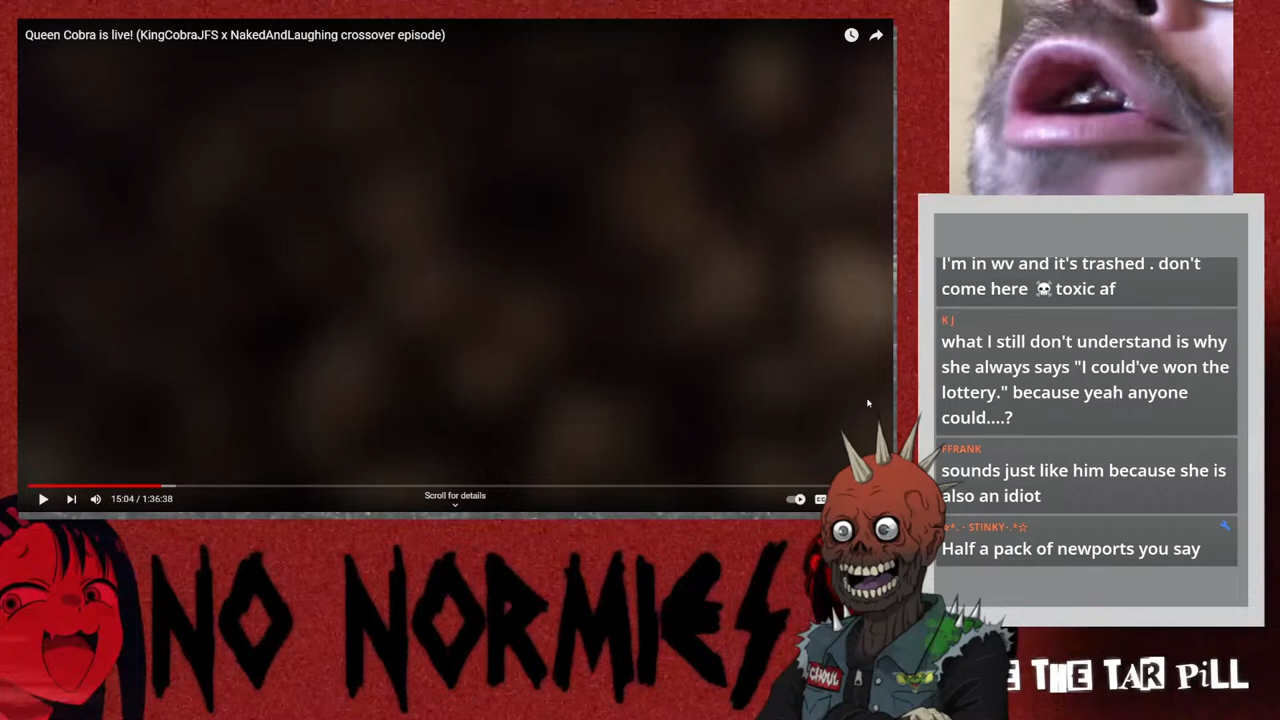 Queen Cobra is live! (KingCobraJFS x NakedAndLaughing crossover episode)
I'm in wv and it's trashed . don't
come here ☠ toxic af
K J
what I still don't understand is why
she always says "I could've won the
lottery." because yeah anyone
could....?
FFRANK
sounds just like him because she is
also an idiot
STINKY-.*☆
Half a pack of newports you say
15:04 / 1:36:38
Scroll for details
CC
NO NORMIES
GHOUL
THE TAR PiLL